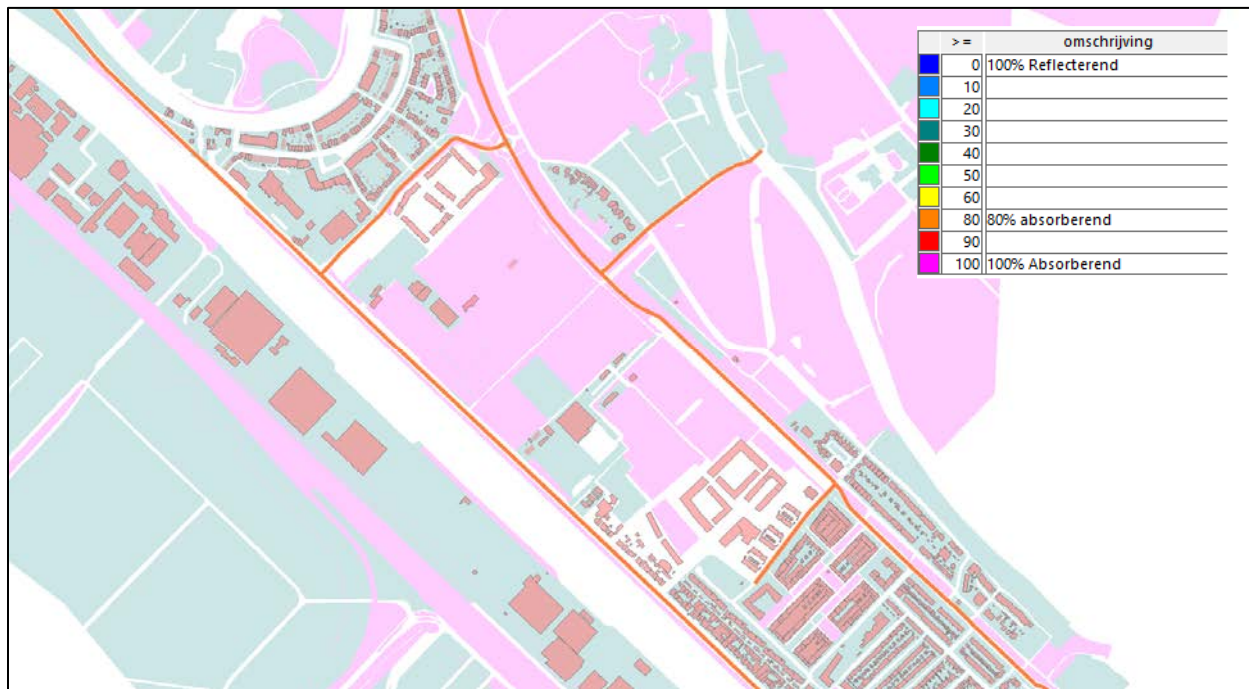 >= omschrijving
0 100% Reflecterend
10
20
30
40
50
60
80 80% absorberend
90
100 100% Absorberend